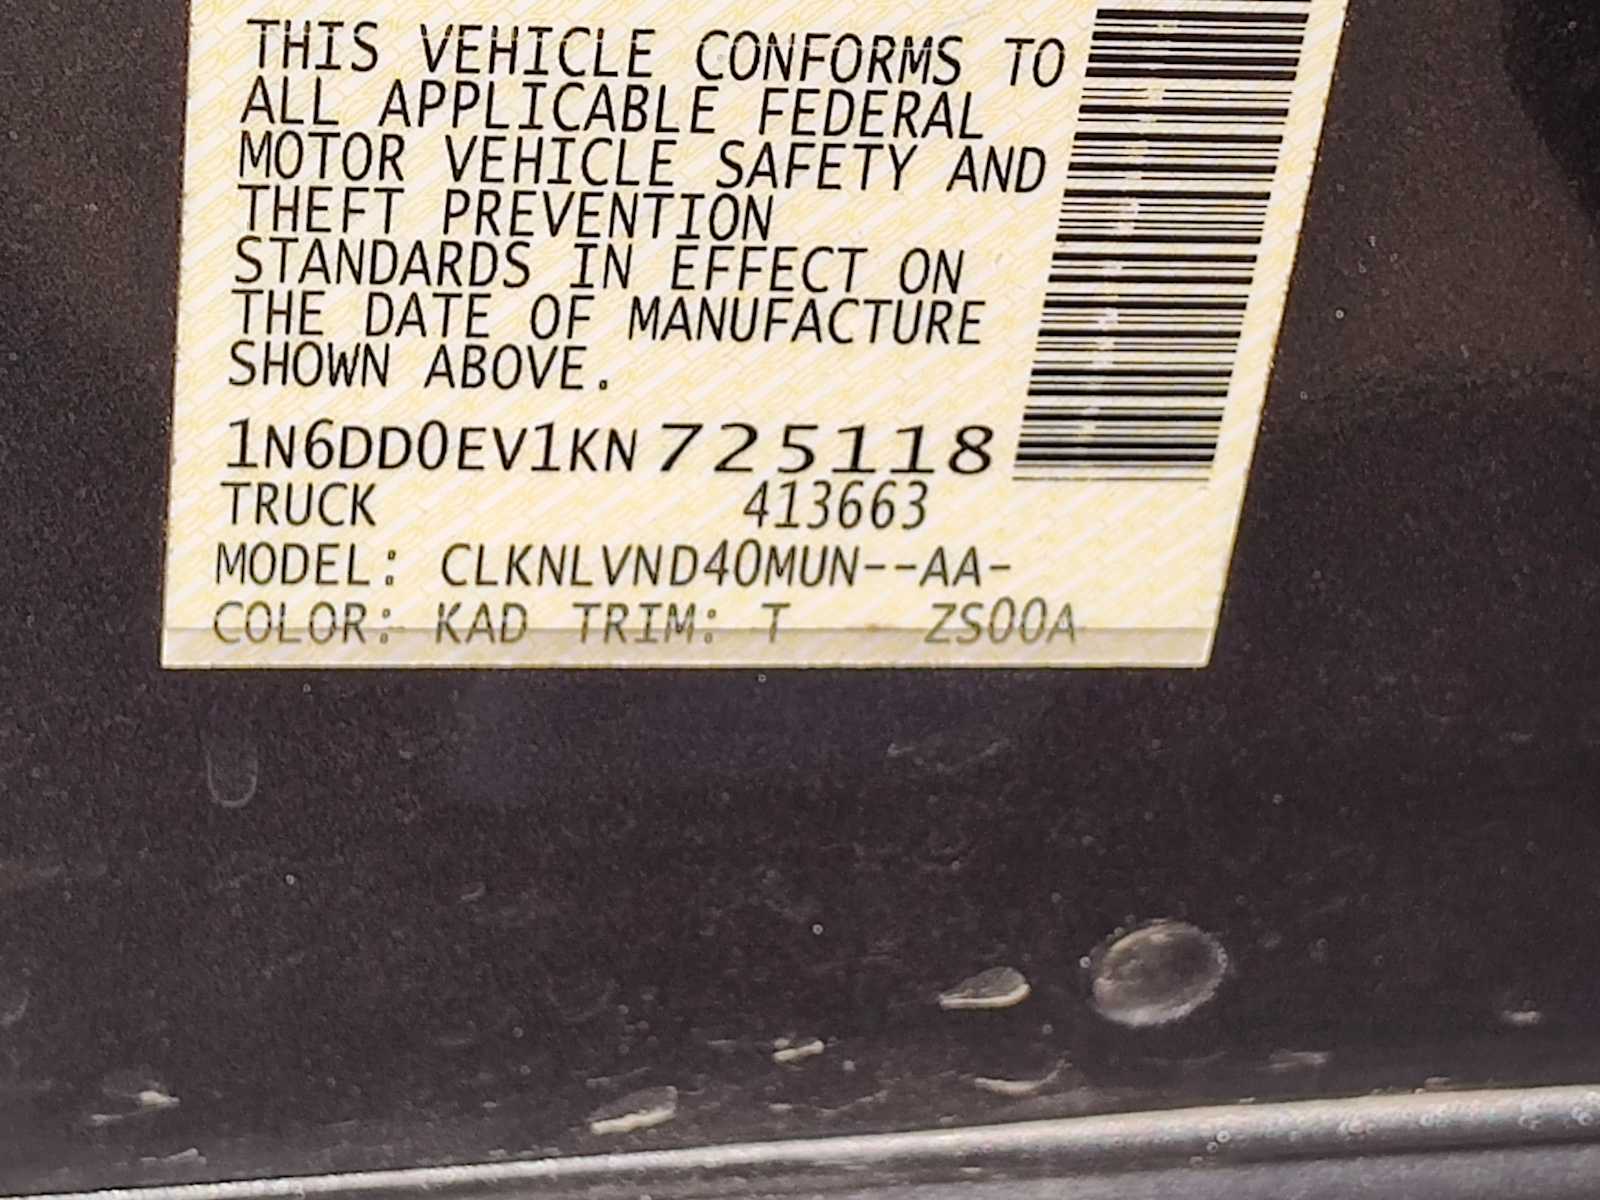 THIS VEHICLE CONFORMS TO
ALL APPLICABLE FEDERAL
MOTOR VEHICLE SAFETY AND
THEFT PREVENTION
STANDARDS IN EFFECT ON
THE DATE OF MANUFACTURE
SHOWN ABOVE.
1N6DD0EV1KN725118
TRUCK 413663
MODEL: CLKNLVND40MUN--AA-
COLOR: KAD TRIM: T ZS00A